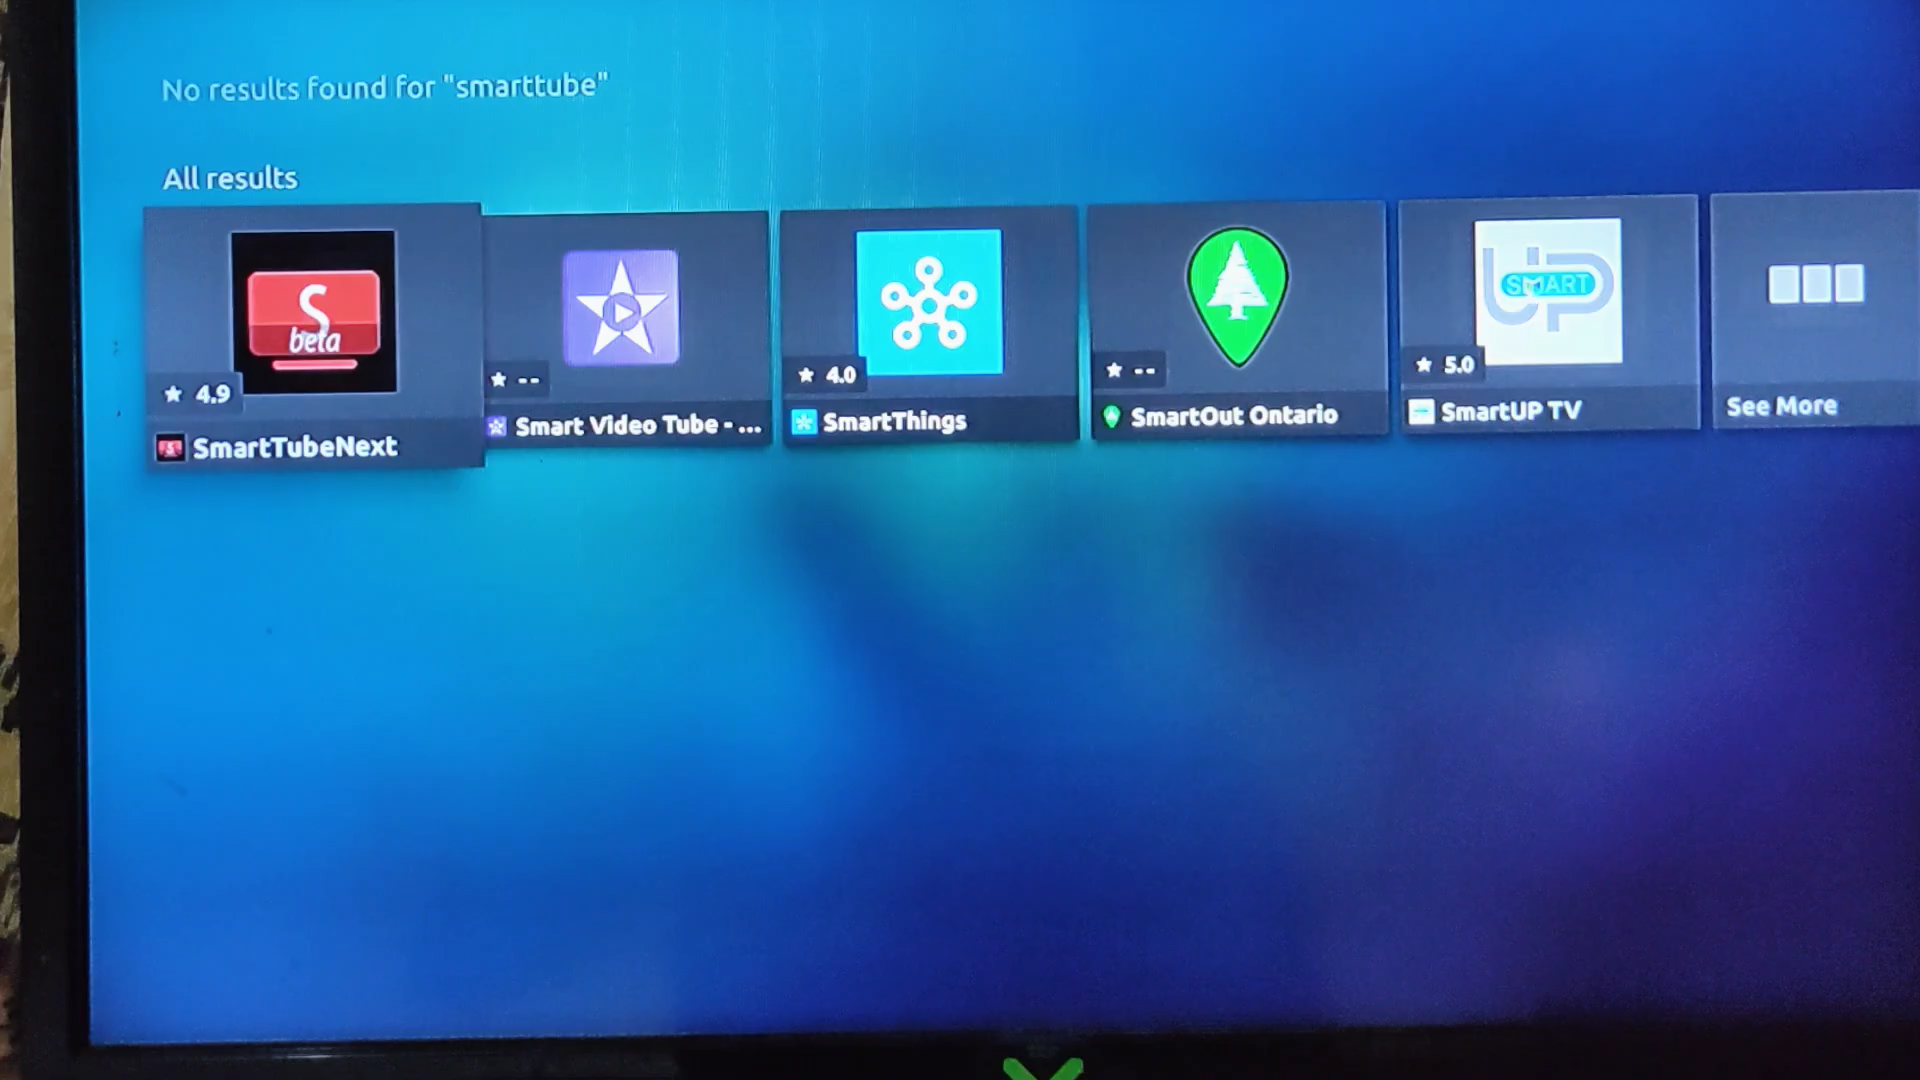 No results found for "smarttube"
All results
S
beta
★ 4.9
SmartTubeNext
★ --
Smart Video Tube - ...
★ 4.0
SmartThings
★ --
SmartOut Ontario
UP
SMART
★ 5.0
SmartUP TV
See More